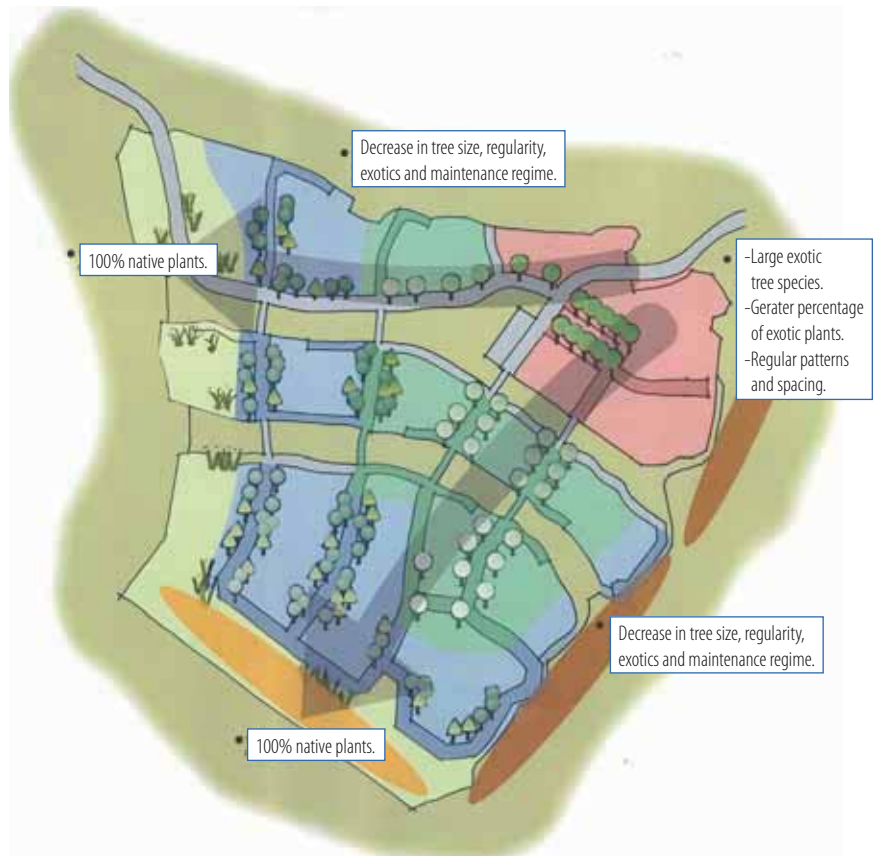 Decrease in tree size, regularity,
exotics and maintenance regime.
100% native plants.
-Large exotic
tree species.
-Gerater percentage
of exotic plants.
-Regular patterns
and spacing.
Decrease in tree size, regularity,
exotics and maintenance regime.
100% native plants.